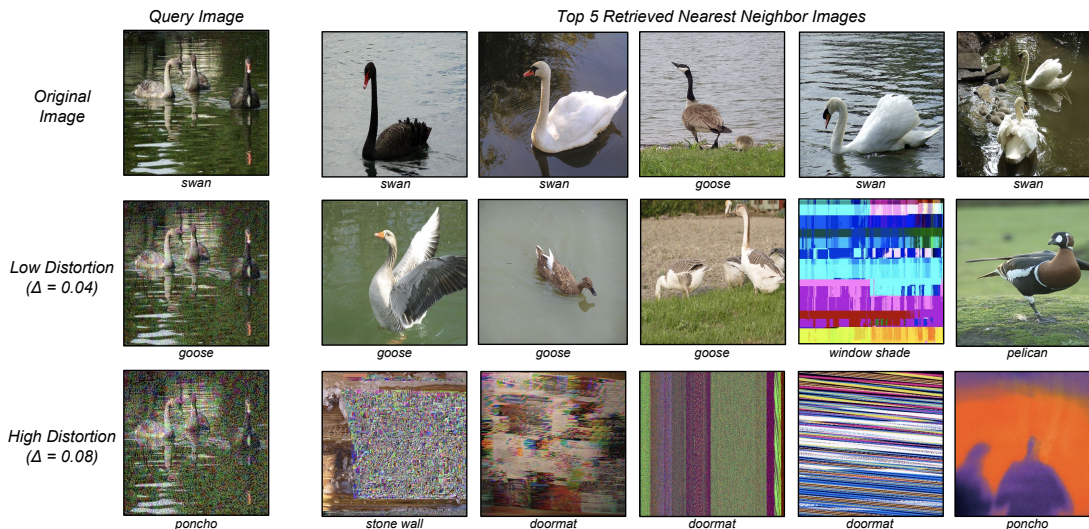 Query Image
Top 5 Retrieved Nearest Neighbor Images
Original
Image
swan
swan
swan
goose
swan
swan
Low Distortion
(Δ = 0.04)
goose
goose
goose
goose
window shade
pelican
High Distortion
(Δ = 0.08)
poncho
stone wall
doormat
doormat
doormat
poncho